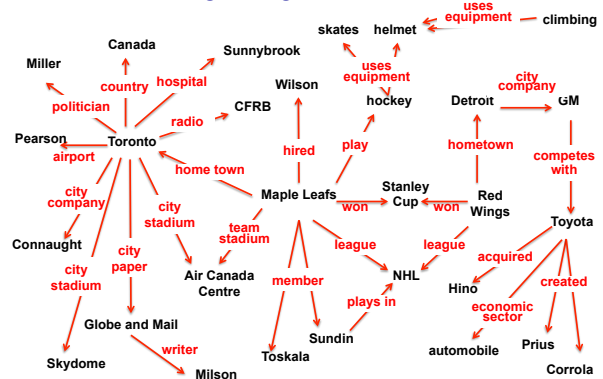 uses
equipment
climbing
skates
helmet
Canada
Sunnybrook
Miller
uses
equipment
Wilson
city
company
country
hospital
politician
CFRB
hockey
Detroit
GM
radio
Pearson
Toronto
airport
hired
play
hometown
competes
with
home town
city
company
city
stadium
Maple Leafs
Stanley
Cup
Red
Wings
won
won
team
stadium
Toyota
Connaught
city
paper
league
league
city
stadium
Air Canada
Centre
member
NHL
acquired
Hino
created
plays in
economic
sector
Globe and Mail
Sundin
writer
Toskala
automobile
Prius
Skydome
Milson
Corrola